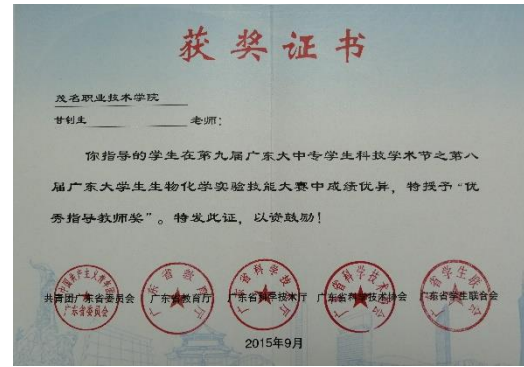 获奖证书
茂名职业技术学院
甘钊生 老师:
你指导的学生在第九届广东大中专学生科技学术节之第八
届广东大学生生物化学实验技能大赛中成绩优异，特授予“优
秀指导教师奖”。特发此证，以资鼓励！
共青团广东省委员会 广东省教育厅 广东省科学技术厅 广东省科学技术协会 广东省学生联合会
2015年9月